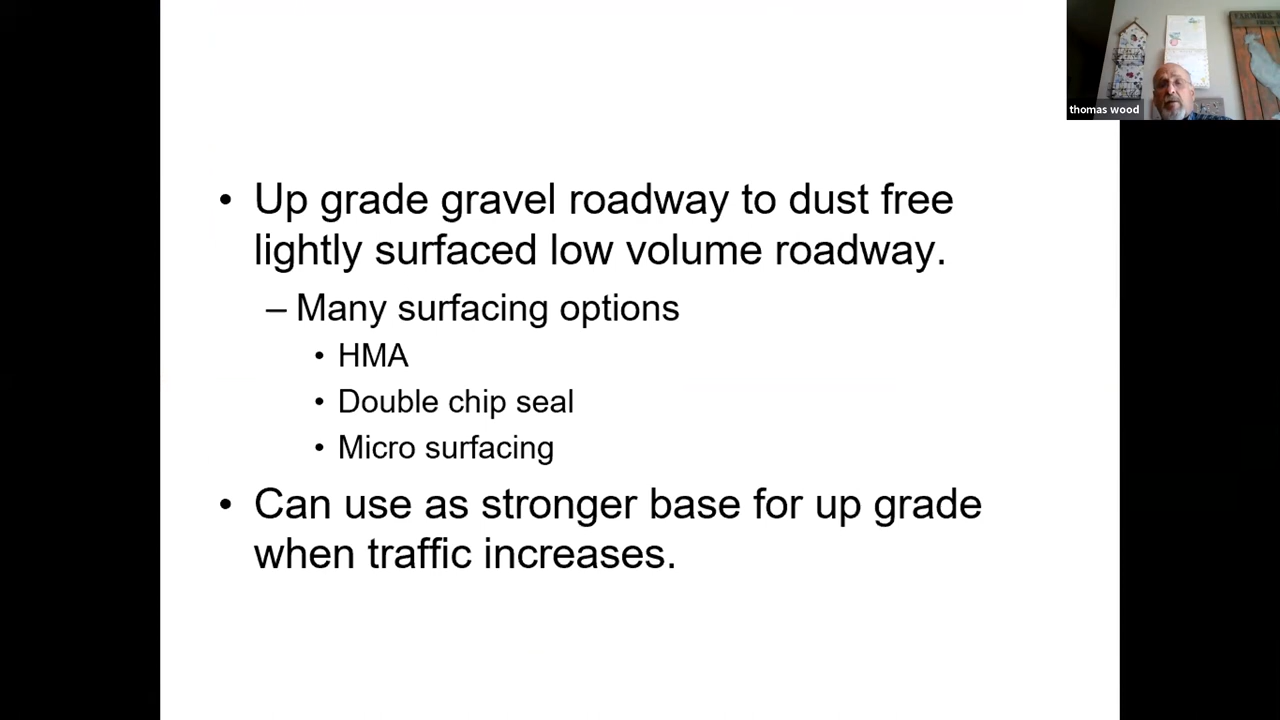 thomas wood
• Up grade gravel roadway to dust free
lightly surfaced low volume roadway.
– Many surfacing options
• HMA
• Double chip seal
• Micro surfacing
• Can use as stronger base for up grade
when traffic increases.